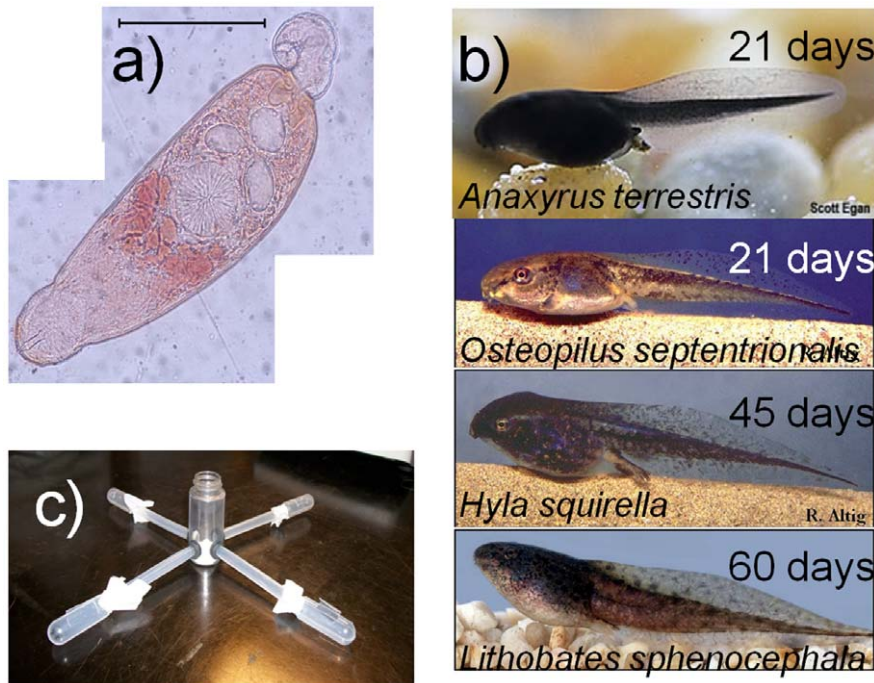 a)
b)
21 days
Anaxyrus terrestris
Scott Egan
21 days
Osteopilus septentrionalis
R. Altig
45 days
Hyla squirella
R. Altig
60 days
Lithobates sphenocephala
c)